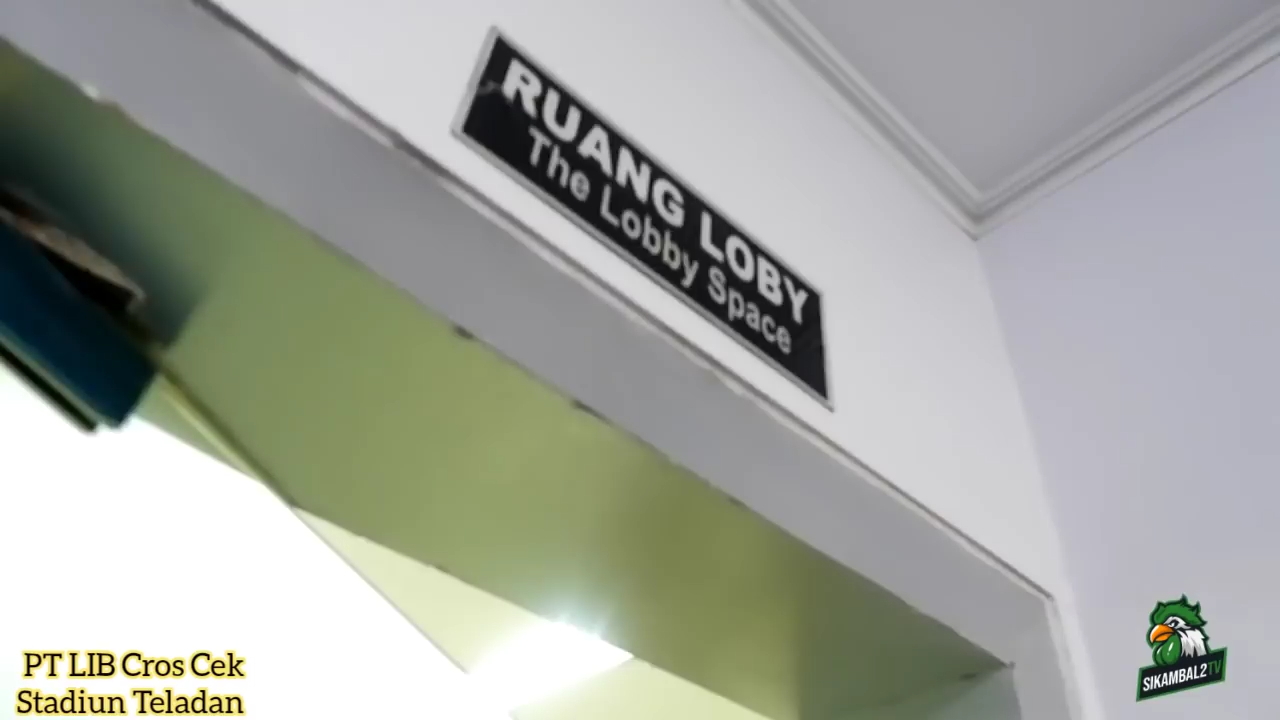 RUANG LOBY
The Lobby Space
PT LIB Cros Cek
Stadiun Teladan
SIKAMBAL2TV